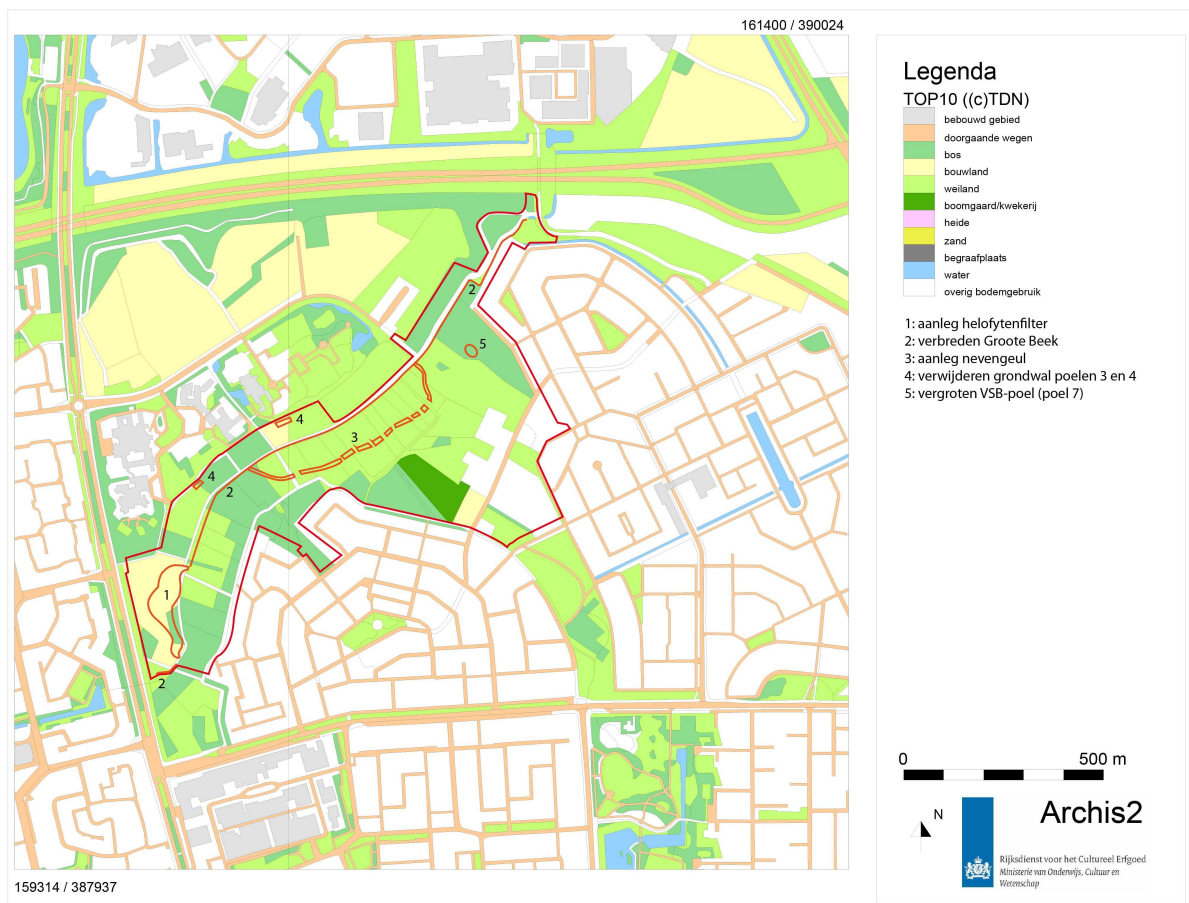 161400 / 390024
Legenda
TOP10 ((c)TDN)
bebouwd gebied
doorgaande wegen
bos
bouwland
weiland
boomgaard/kwekerij
heide
zand
begraafplaats
water
overig bodemgebruik
1: aanleg helofytenfilter
2: verbreden Groote Beek
3: aanleg nevengeul
4: verwijderen grondwal poelen 3 en 4
5: vergroten VSB-poel (poel 7)
2
5
4
3
4
2
1
2
0 500 m
N
Archis2
Rijksdienst voor het Cultureel Erfgoed
Ministerie van Onderwijs, Cultuur en
Wetenschap
159314 / 387937